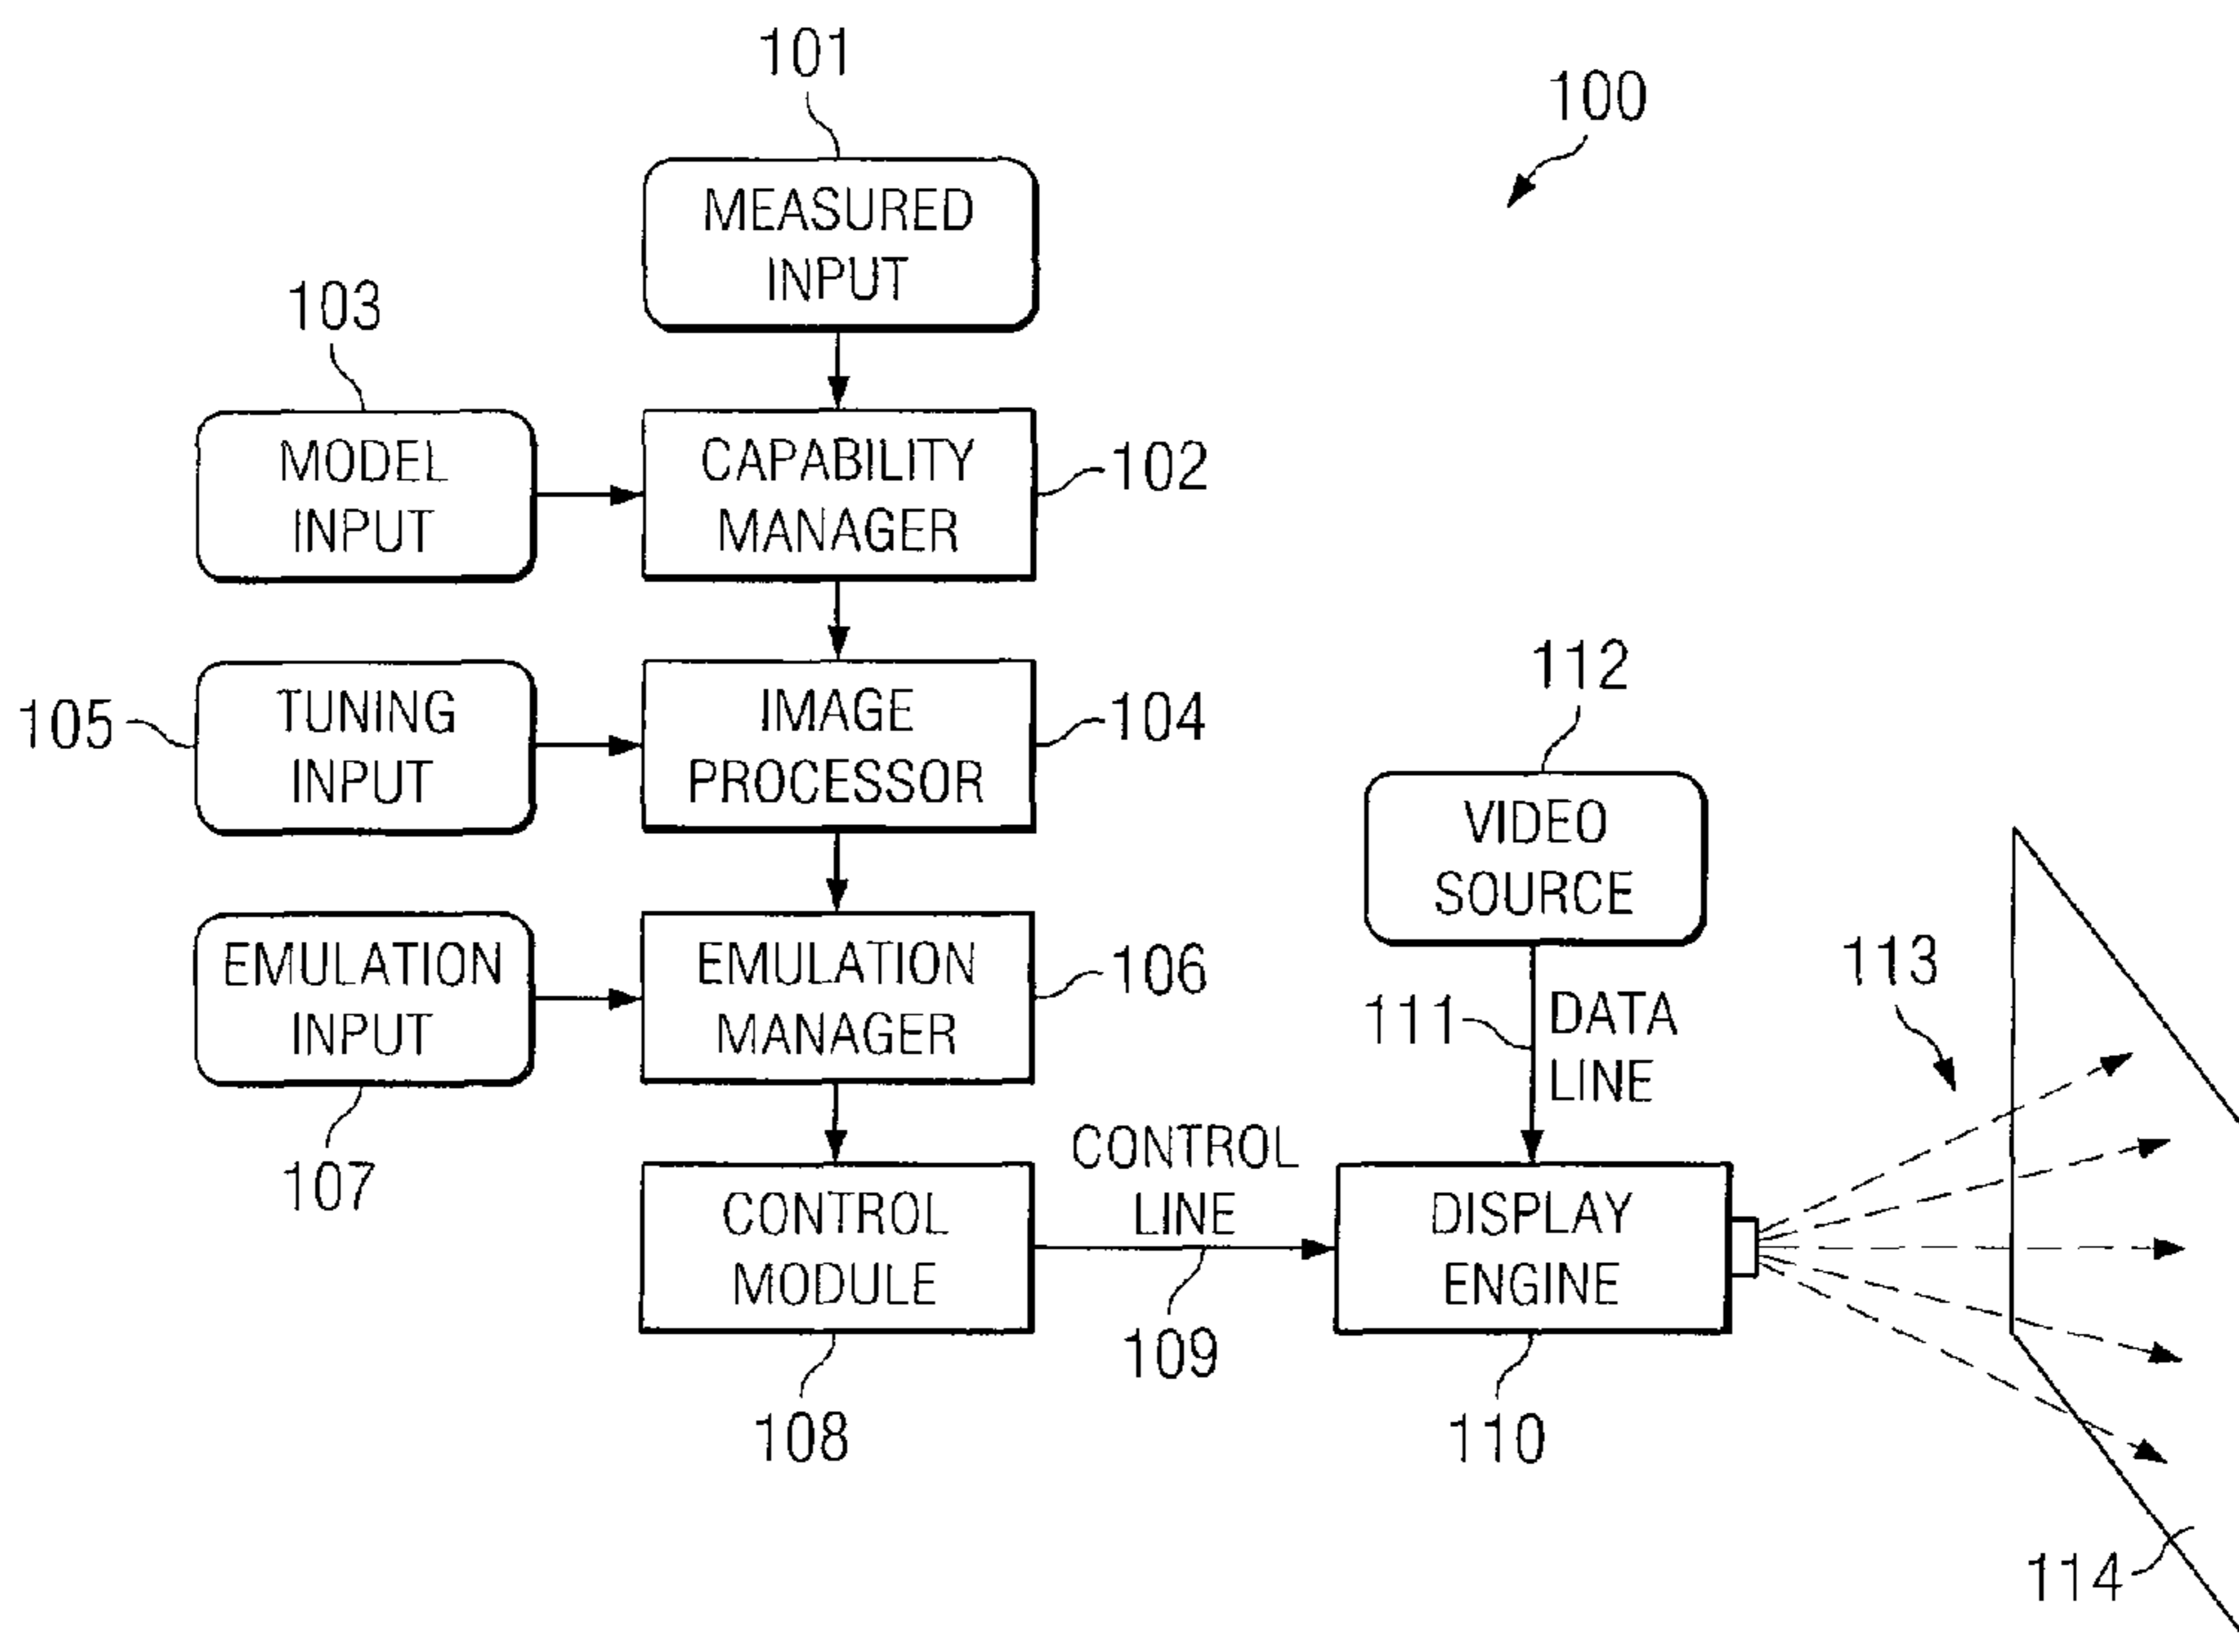 101
100
MEASURED
INPUT
103
MODEL
INPUT
CAPABILITY
MANAGER
102
105
TUNING
INPUT
IMAGE
PROCESSOR
104
112
VIDEO
SOURCE
EMULATION
INPUT
EMULATION
MANAGER
106
111
DATA
LINE
113
107
CONTROL
MODULE
CONTROL
LINE
109
DISPLAY
ENGINE
108
110
114